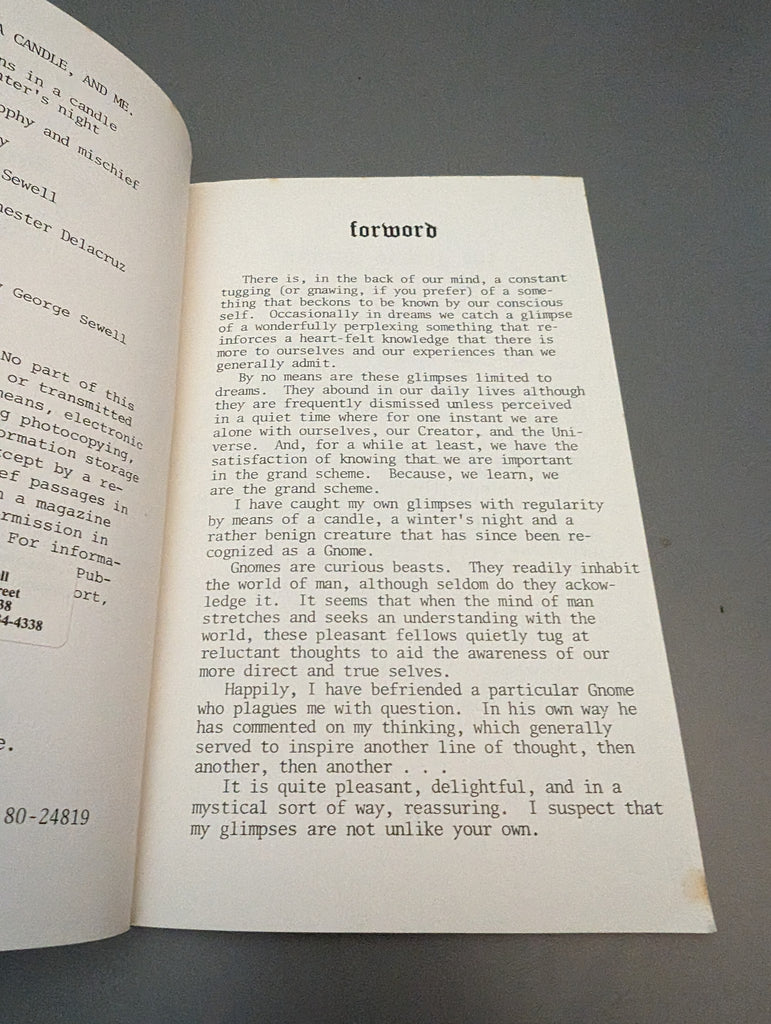 A CANDLE, AND ME.
ns in a candle
nter's night
ophy and mischief
y
Sewell
nester Delacruz
y George Sewell
No part of this
or transmitted
means, electronic
g photocopying,
ormation storage
cept by a re-
ef passages in
n a magazine
rmission in
For informa-
Pub-
ort,
ll
reet
38
4-4338
e.
80-24819
forword
There is, in the back of our mind, a constant
tugging (or gnawing, if you prefer) of a some-
thing that beckons to be known by our conscious
self. Occasionally in dreams we catch a glimpse
of a wonderfully perplexing something that re-
inforces a heart-felt knowledge that there is
more to ourselves and our experiences than we
generally admit.
By no means are these glimpses limited to
dreams. They abound in our daily lives although
they are frequently dismissed unless perceived
in a quiet time where for one instant we are
alone with ourselves, our Creator, and the Uni-
verse. And, for a while at least, we have the
satisfaction of knowing that we are important
in the grand scheme. Because, we learn, we
are the grand scheme.
I have caught my own glimpses with regularity
by means of a candle, a winter's night and a
rather benign creature that has since been re-
cognized as a Gnome.
Gnomes are curious beasts. They readily inhabit
the world of man, although seldom do they ackow-
ledge it. It seems that when the mind of man
stretches and seeks an understanding with the
world, these pleasant fellows quietly tug at
reluctant thoughts to aid the awareness of our
more direct and true selves.
Happily, I have befriended a particular Gnome
who plagues me with question. In his own way he
has commented on my thinking, which generally
served to inspire another line of thought, then
another, then another . . .
It is quite pleasant, delightful, and in a
mystical sort of way, reassuring. I suspect that
my glimpses are not unlike your own.